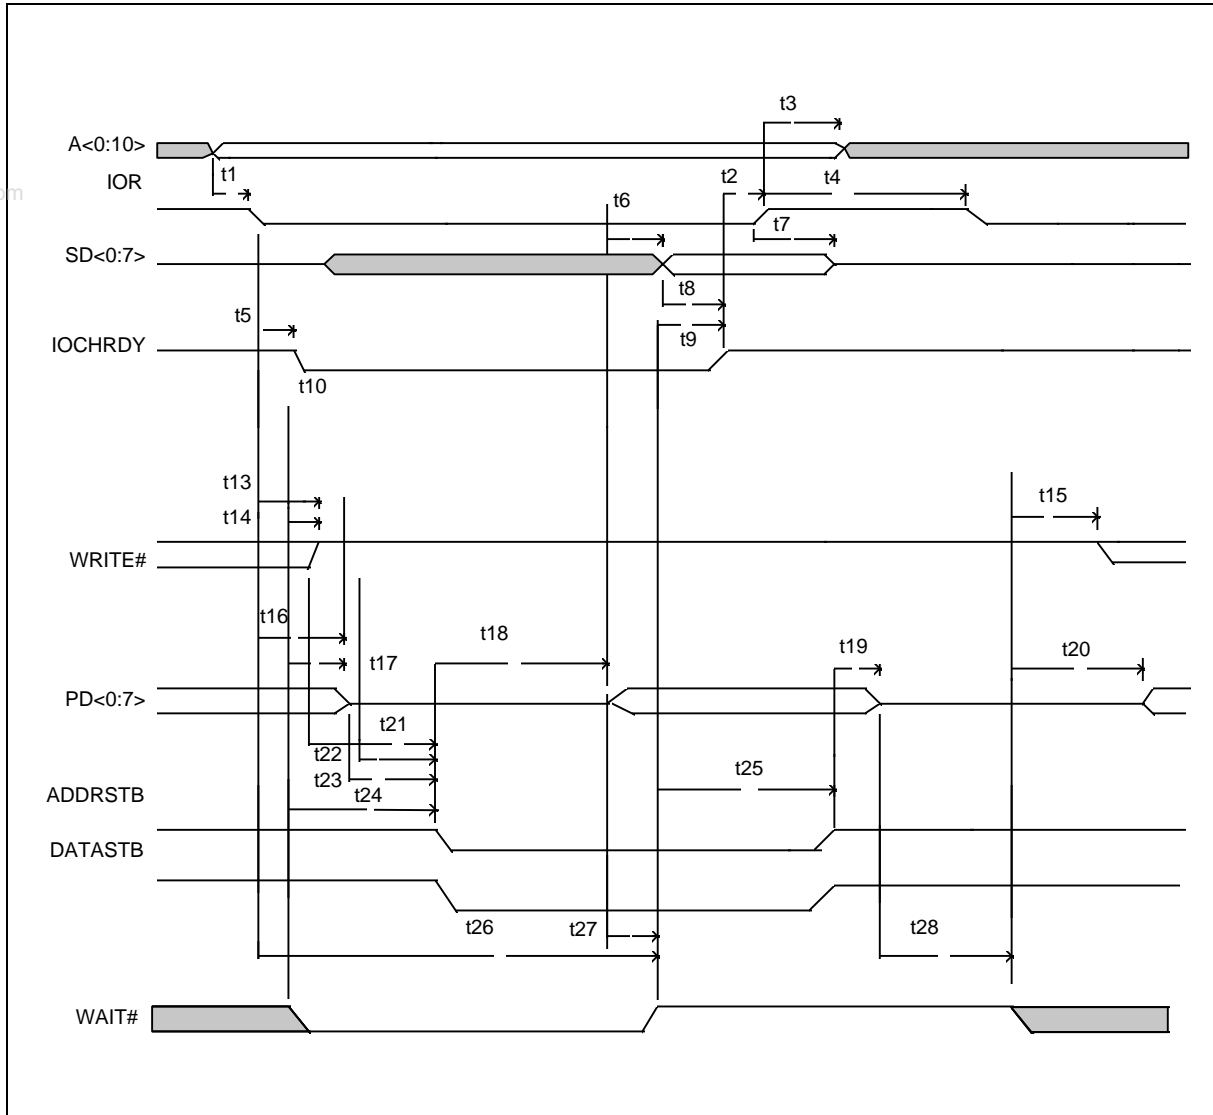 t3
A<0:10>
t1
t2
t4
IOR
om
t6
t7
SD<0:7>
t8
t5
t9
IOCHRDY
t10
t13
t15
t14
WRITE#
t16
t18
t19
t20
t17
PD<0:7>
t21
t22
t23
t25
t24
ADDRSTB
DATASTB
t26
t27
t28
WAIT#